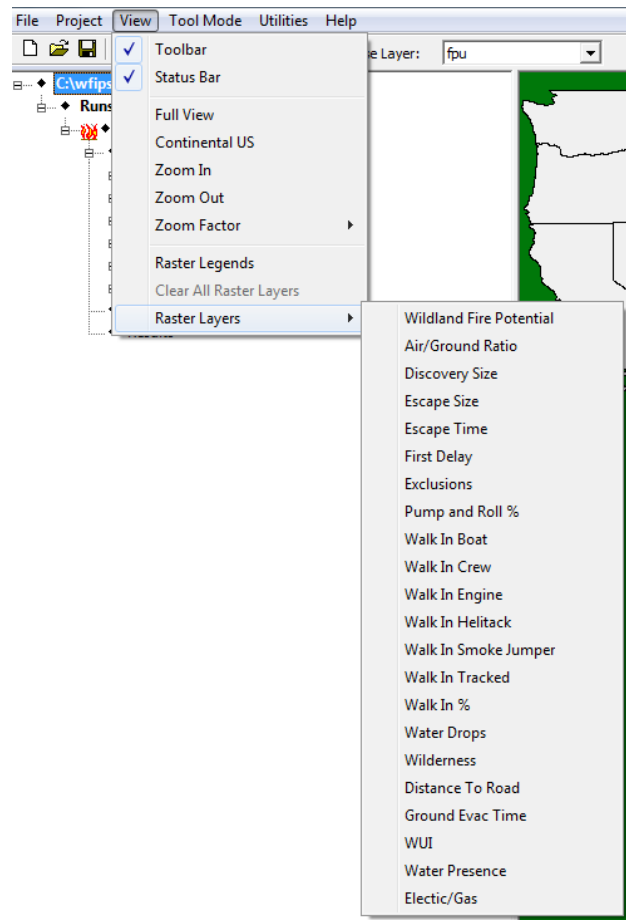 File Project View Tool Mode Utilities Help
Toolbar
e Layer: fpu
Status Bar
C:\wfips
Runs
Full View
Continental US
Zoom In
Zoom Out
Zoom Factor
Raster Legends
Clear All Raster Layers
Raster Layers
Wildland Fire Potential
Air/Ground Ratio
Discovery Size
Escape Size
Escape Time
First Delay
Exclusions
Pump and Roll %
Walk In Boat
Walk In Crew
Walk In Engine
Walk In Helitack
Walk In Smoke Jumper
Walk In Tracked
Walk In %
Water Drops
Wilderness
Distance To Road
Ground Evac Time
WUI
Water Presence
Electic/Gas